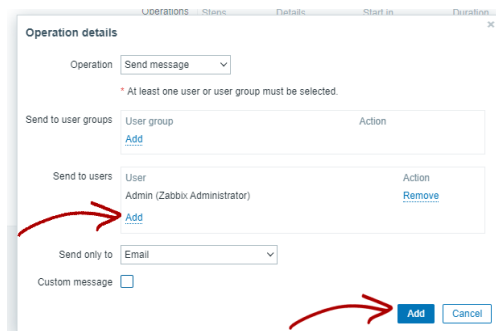 Operations Steps Details Start in Duration
Operation details
Operation Send message
* At least one user or user group must be selected.
Send to user groups User group Action
Add
Send to users User Action
Admin (Zabbix Administrator) Remove
Add
Send only to Email
Custom message
Add Cancel